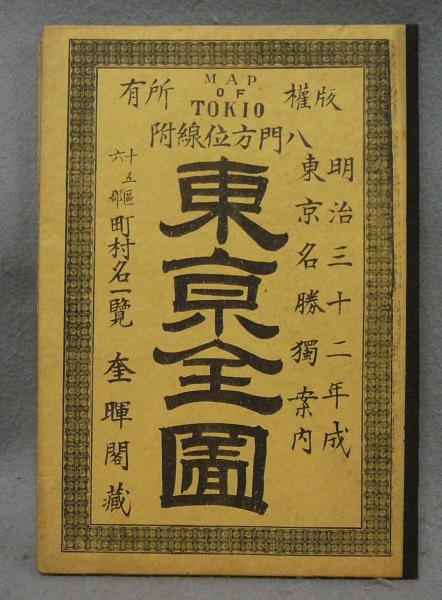 MAP
OF
TOKIO
版權所有
八門方位線附
明治三十二年成
東京名勝獨案内
東京全圖
十五區
六郡
町村名一覽
奎暉閣藏